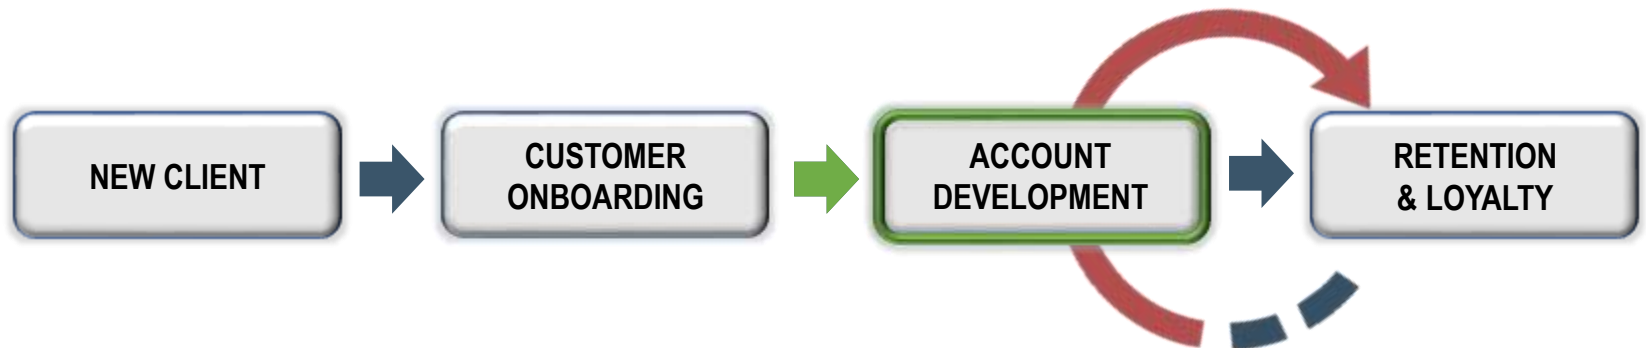 NEW CLIENT
CUSTOMER
ONBOARDING
ACCOUNT
DEVELOPMENT
RETENTION
& LOYALTY